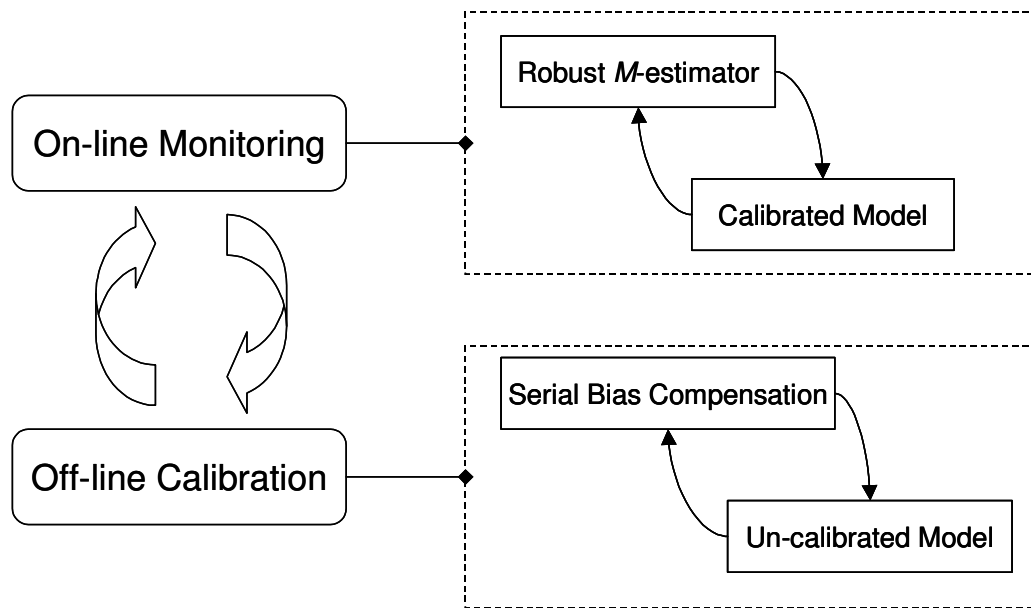 Robust M-estimator
On-line Monitoring
Calibrated Model
Serial Bias Compensation
Off-line Calibration
Un-calibrated Model